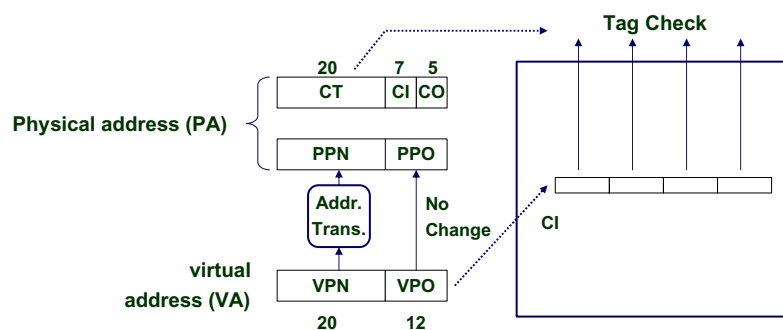 Tag Check
20 7 5
CT CI CO
Physical address (PA)
PPN PPO
Addr.
Trans.
No
Change
CI
virtual
address (VA)
VPN VPO
20 12